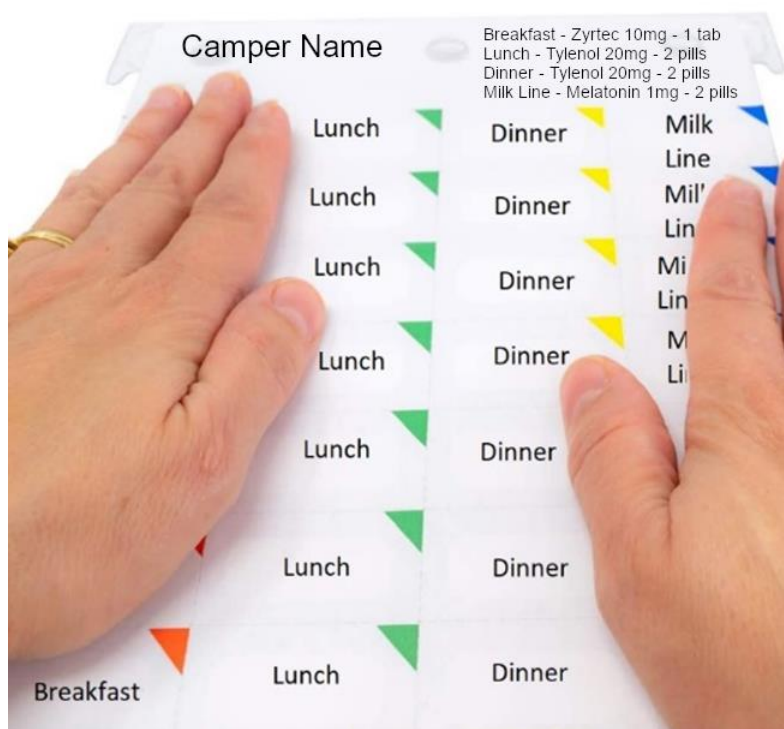 Camper Name
Breakfast - Zyrtec 10mg - 1 tab
Lunch - Tylenol 20mg - 2 pills
Dinner - Tylenol 20mg - 2 pills
Milk Line - Melatonin 1mg - 2 pills
Lunch Dinner Milk
Line
Lunch Dinner
Lunch Dinner
Lunch Dinner
Lunch Dinner
Lunch Dinner
Breakfast Lunch Dinner